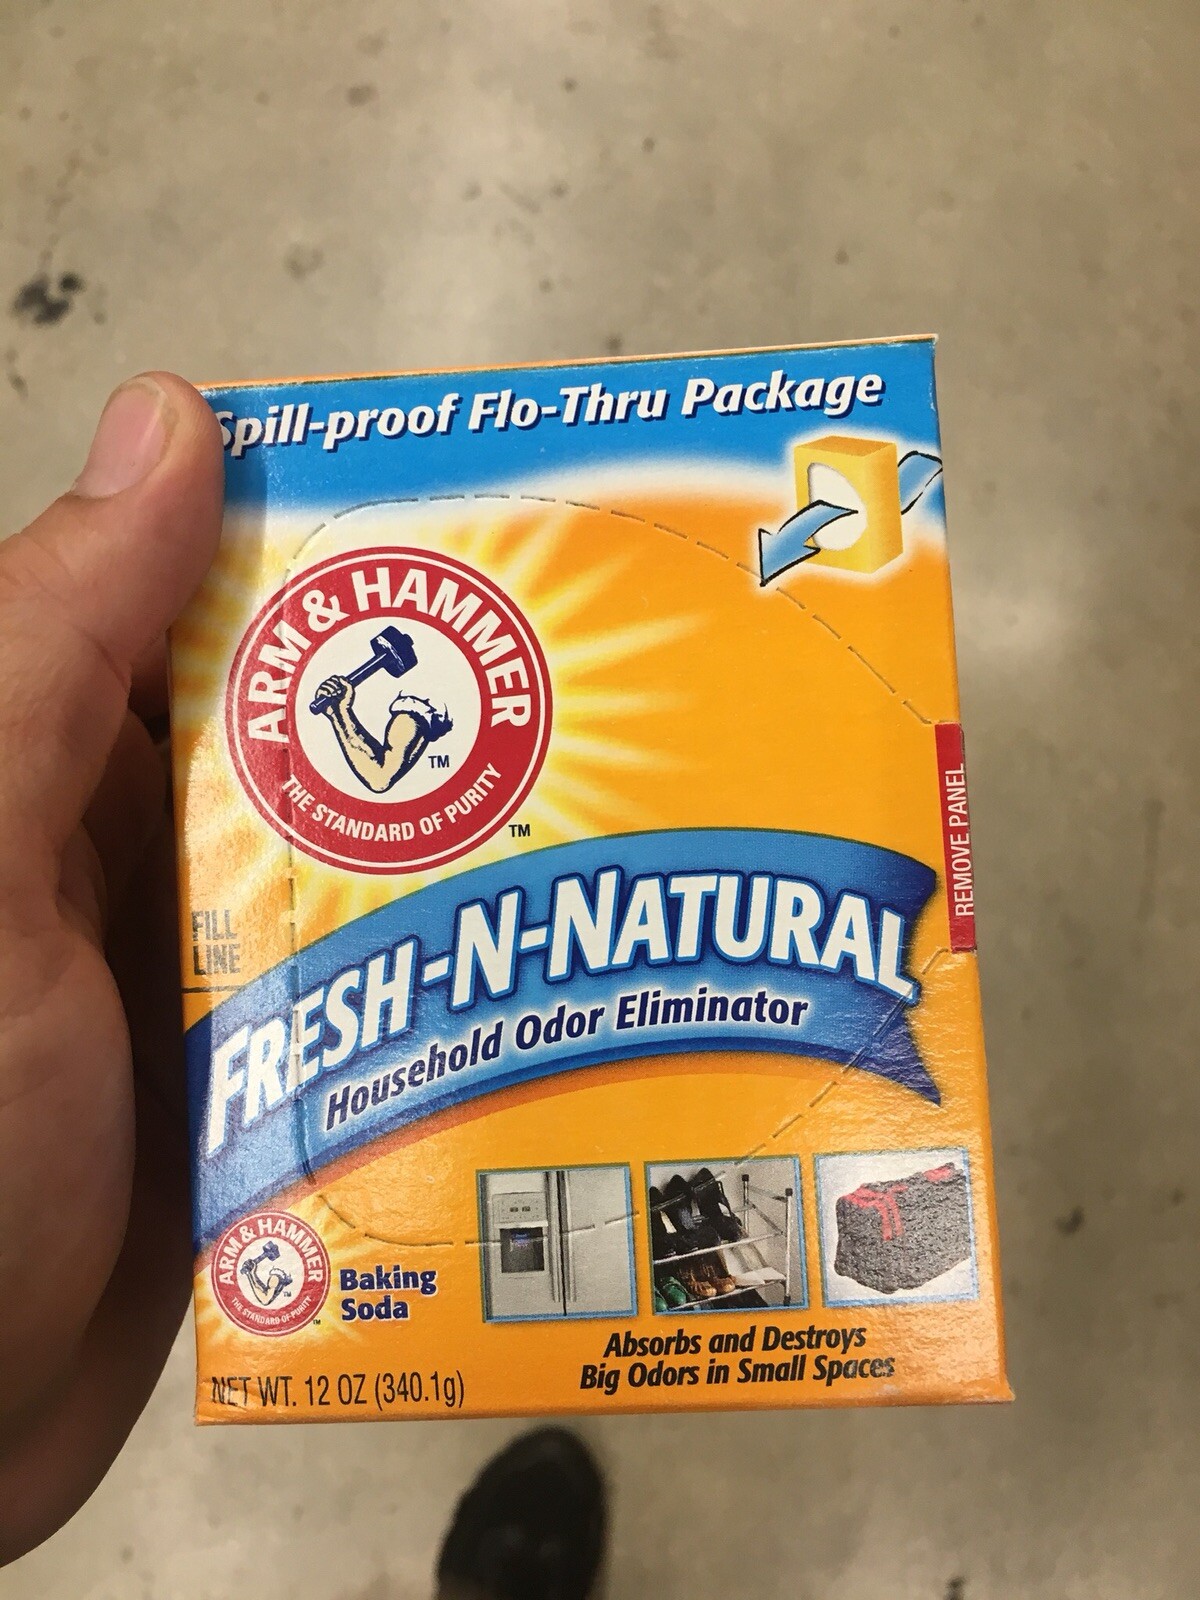 Spill-proof Flo-Thru Package
ARM & HAMMER
TM
THE STANDARD OF PURITY
TM
REMOVE PANEL
FILL
LINE
FRESH-N-NATURAL
Household Odor Eliminator
ARM & HAMMER
THE STANDARD OF PURITY
TM
Baking
Soda
Absorbs and Destroys
Big Odors in Small Spaces
NET WT. 12 OZ (340.1g)